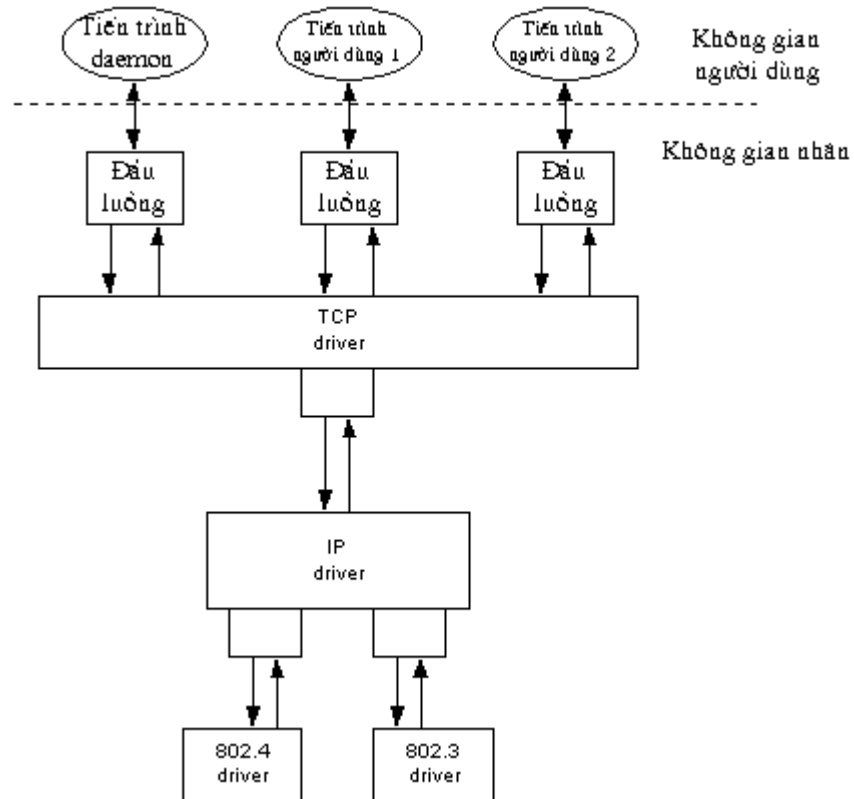 Tiến trình
daemon
Tiến trình
người dùng 1
Tiến trình
người dùng 2
Không gian
người dùng
Không gian nhân
Đầu
luồng
Đầu
luồng
Đầu
luồng
TCP
driver
IP
driver
802.4
driver
802.3
driver